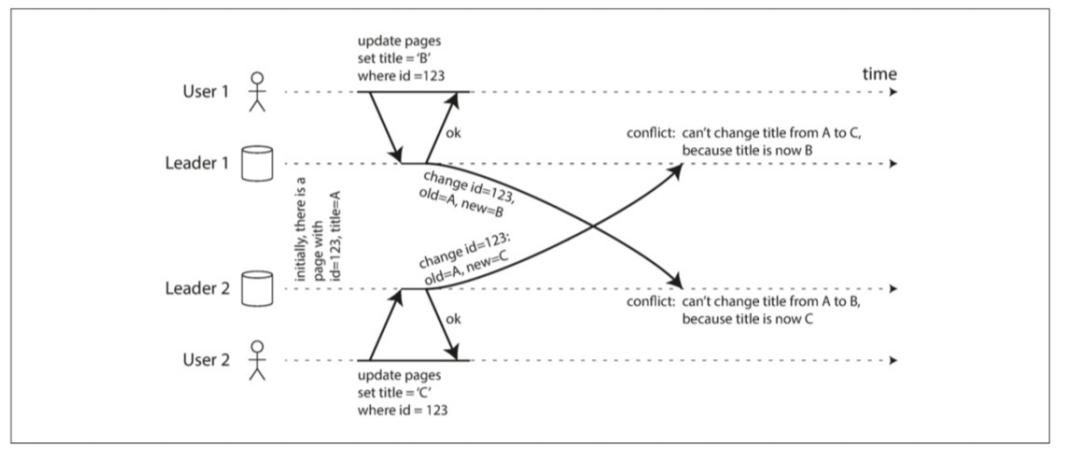 update pages
set title = 'B'
where id =123
time
User 1
ok
conflict: can't change title from A to C,
because title is now B
Leader 1
change id=123,
old=A, new=B
initially, there is a
page with
id=123, title=A
change id=123:
old=A, new=C
Leader 2
conflict: can't change title from A to B,
because title is now C
ok
User 2
update pages
set title = 'C'
where id = 123